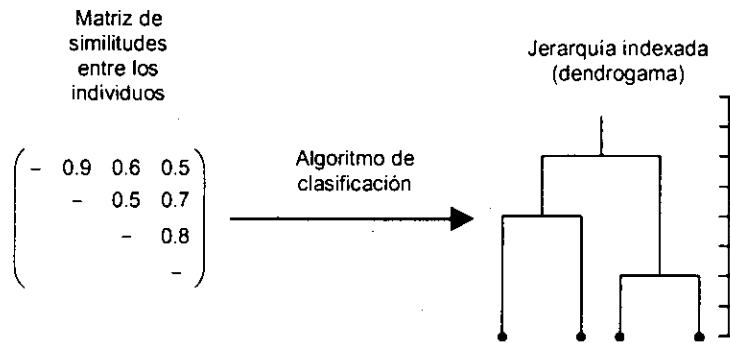 Matriz de
similitudes
entre los
individuos
Jerarquía indexada
(dendrogama)
- 0.9 0.6 0.5
- 0.5 0.7
- 0.8
-
Algoritmo de
clasificación